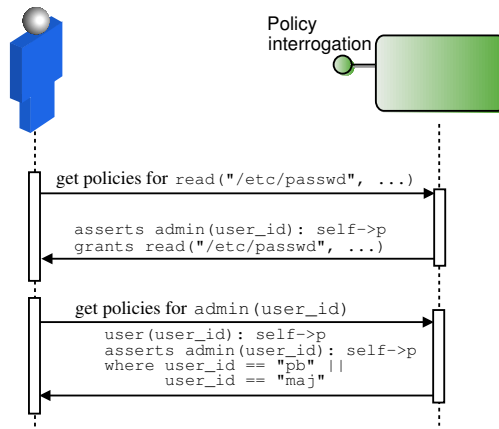 Policy
interrogation
get policies for read("/etc/passwd", ...)
asserts admin(user_id): self->p
grants read("/etc/passwd", ...)
get policies for admin(user_id)
user(user_id): self->p
asserts admin(user_id): self->p
where user_id == "pb" ||
user_id == "maj"